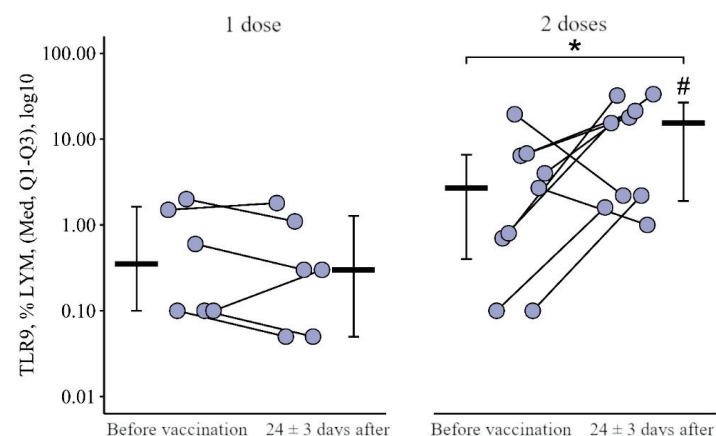 1 dose
2 doses
TLR9, % LYM, (Med, Q1-Q3), log10
100.00
10.00
1.00
0.10
0.01
*
#
Before vaccination
24 ± 3 days after
Before vaccination
24 ± 3 days after